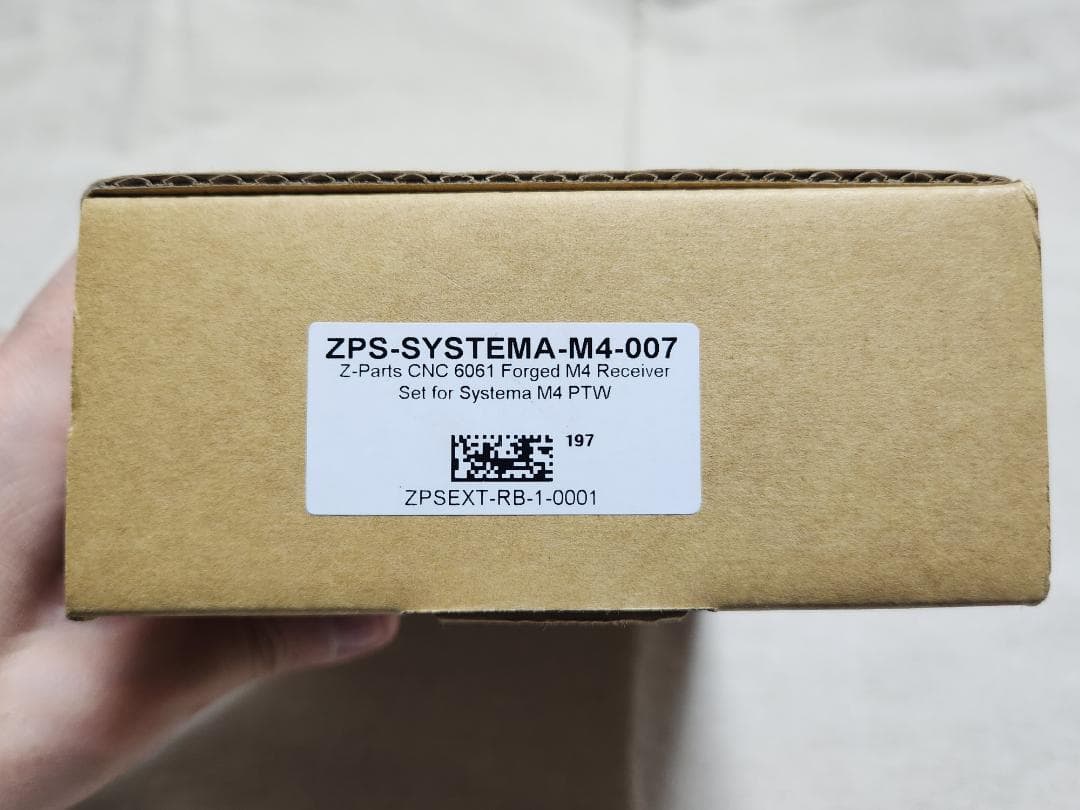 ZPS-SYSTEMA-M4-007
Z-Parts CNC 6061 Forged M4 Receiver
Set for Systema M4 PTW
197
ZPSEXT-RB-1-0001